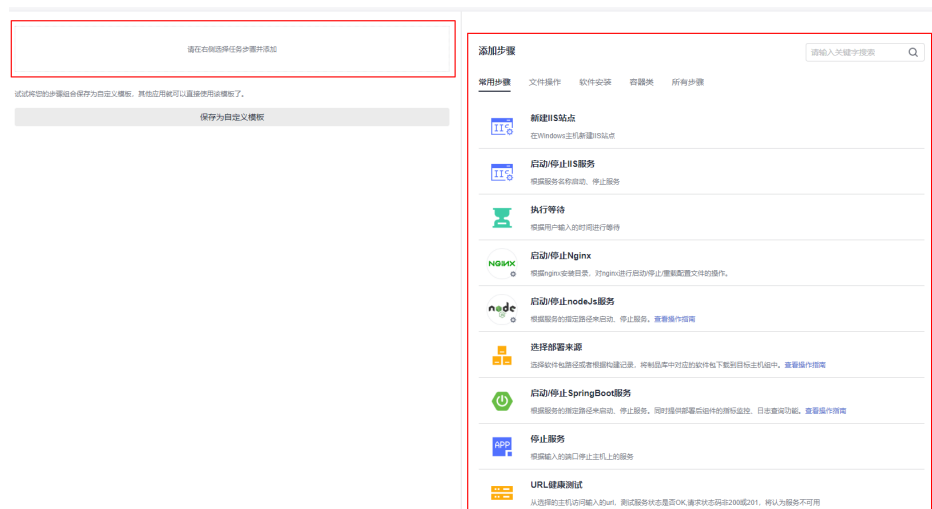 请在右侧选择任务步骤并添加
试试将您的步骤组合保存为自定义模板，其他应用就可以直接使用该模板了。
保存为自定义模板
添加步骤
请输入关键字搜索
常用步骤 文件操作 软件安装 容器类 所有步骤
新建IIS站点
在Windows主机新建IIS站点
启动/停止IIS服务
根据服务名称启动、停止服务
执行等待
根据用户输入的时间进行等待
启动/停止Nginx
根据nginx安装目录，对nginx进行启动/停止/重载配置文件的操作。
启动/停止nodeJs服务
根据服务的指定路径来启动、停止服务。查看操作指南
选择部署来源
选择软件包路径或者根据构建记录，将制品库中对应的软件包下载到目标主机组中。查看操作指南
启动/停止SpringBoot服务
根据服务的指定路径来启动、停止服务。同时提供部署后组件的指标监控、日志查询功能。查看操作指南
停止服务
根据输入的端口停止主机上的服务
URL健康测试
从选择的主机访问输入的url，测试服务状态是否OK,请求状态码非200或201，将认为服务不可用
IIS
IIS
NGINX
node
APP